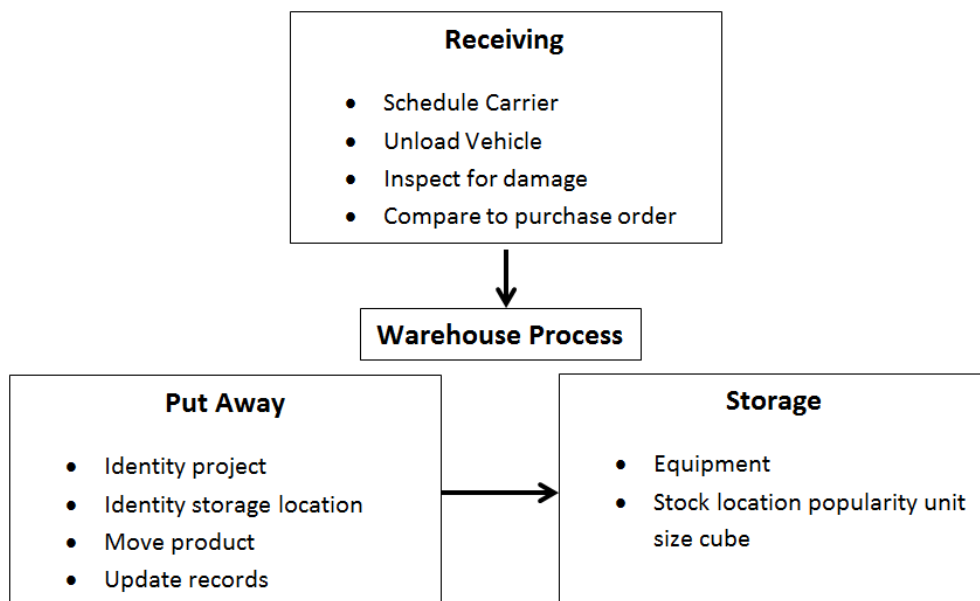 Receiving
• Schedule Carrier
• Unload Vehicle
• Inspect for damage
• Compare to purchase order
Warehouse Process
Put Away
• Identity project
• Identity storage location
• Move product
• Update records
Storage
• Equipment
• Stock location popularity unit
size cube